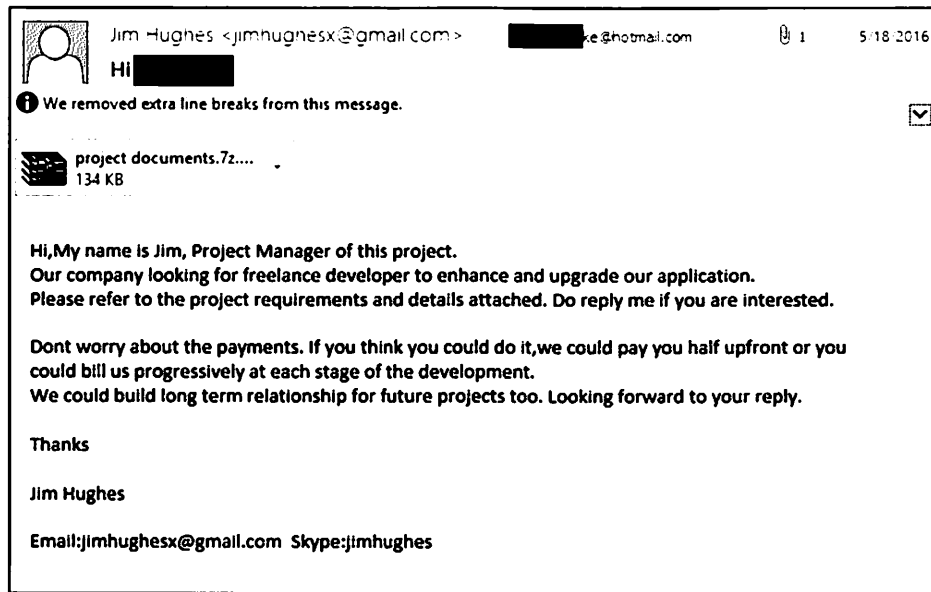 Jim Hughes <jimhughesx@gmail.com> ke@hotmail.com 1 5/18/2016
Hi
We removed extra line breaks from this message.
project documents.7z....
134 KB
Hi,My name is Jim, Project Manager of this project.
Our company looking for freelance developer to enhance and upgrade our application.
Please refer to the project requirements and details attached. Do reply me if you are interested.
Dont worry about the payments. If you think you could do it,we could pay you half upfront or you
could bill us progressively at each stage of the development.
We could build long term relationship for future projects too. Looking forward to your reply.
Thanks
Jim Hughes
Email:jimhughesx@gmail.com Skype:jimhughes